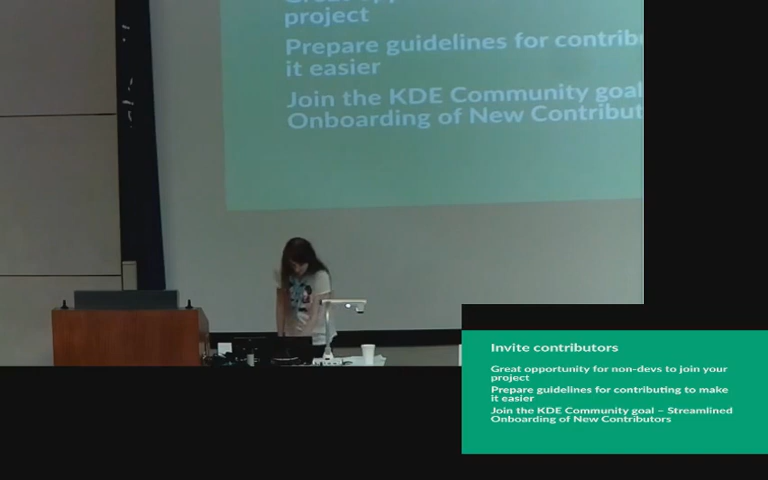 project
Prepare guidelines for contrib
it easier
Join the KDE Community goal
Onboarding of New Contribut
Invite contributors
Great opportunity for non-devs to join your
project
Prepare guidelines for contributing to make
it easier
Join the KDE Community goal – Streamlined
Onboarding of New Contributors